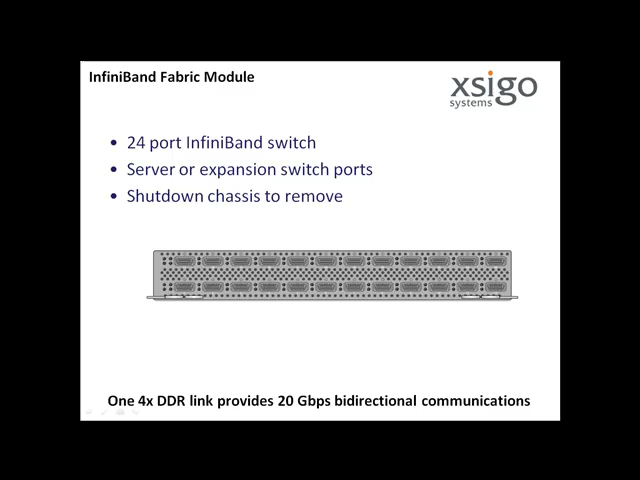 InfiniBand Fabric Module
xsigo
systems
• 24 port InfiniBand switch
• Server or expansion switch ports
• Shutdown chassis to remove
One 4x DDR link provides 20 Gbps bidirectional communications